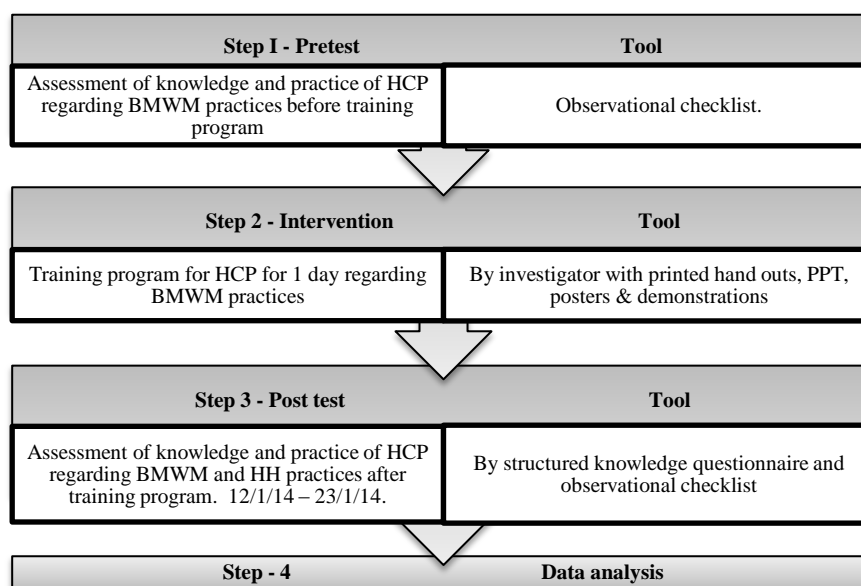 Step I - Pretest Tool
Assessment of knowledge and practice of HCP
regarding BMWM practices before training
program
Observational checklist.
Step 2 - Intervention Tool
Training program for HCP for 1 day regarding
BMWM practices
By investigator with printed hand outs, PPT,
posters & demonstrations
Step 3 - Post test Tool
Assessment of knowledge and practice of HCP
regarding BMWM and HH practices after
training program. 12/1/14 – 23/1/14.
By structured knowledge questionnaire and
observational checklist
Step - 4 Data analysis